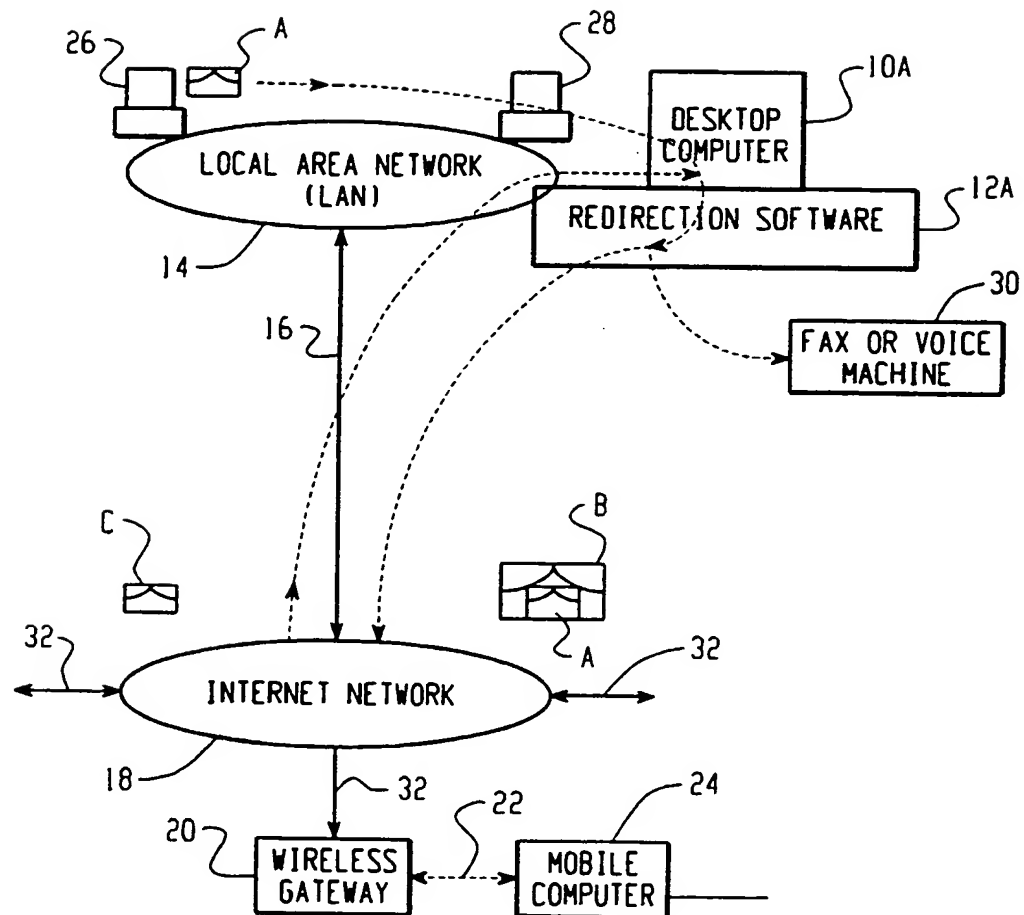 26
A
28
10A
DESKTOP
COMPUTER
LOCAL AREA NETWORK
(LAN)
12A
REDIRECTION SOFTWARE
14
30
16
FAX OR VOICE
MACHINE
C
B
A
32
32
INTERNET NETWORK
18
32
24
22
20
WIRELESS
GATEWAY
MOBILE
COMPUTER